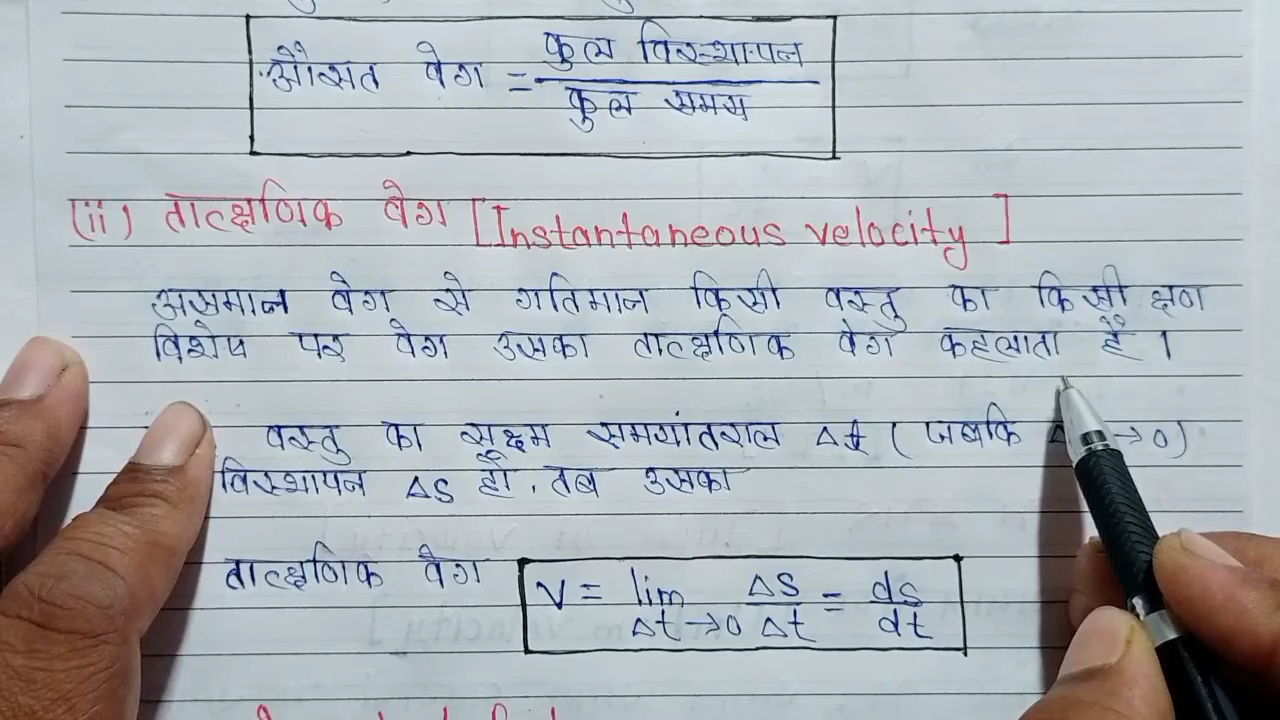 औसत वेग = कुल विस्थापन / कुल समय
(ii) तात्क्षणिक वेग [Instantaneous velocity]
असमान वेग से गतिमान किसी वस्तु का किसी क्षण
विशेष पर वेग उसका तात्क्षणिक वेग कहलाता है।
वस्तु का सुक्ष्म समयांतराल Δt (जबकि Δ →0)
विस्थापन ΔS हो, तब उसका
तात्क्षणिक वेग V = lim Δt→0 ΔS/Δt = ds/dt